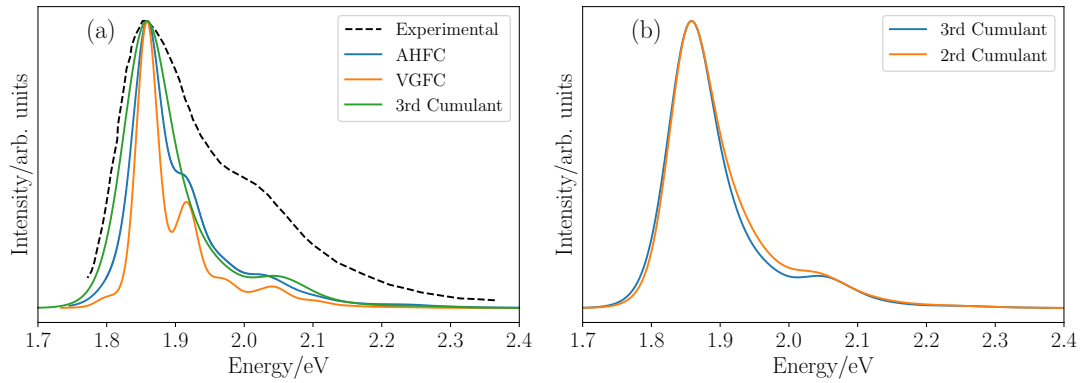 (a)
Experimental
AHFC
VGFC
3rd Cumulant
Intensity/arb. units
1.7 1.8 1.9 2.0 2.1 2.2 2.3 2.4
Energy/eV
(b)
3rd Cumulant
2rd Cumulant
Intensity/arb. units
1.7 1.8 1.9 2.0 2.1 2.2 2.3 2.4
Energy/eV